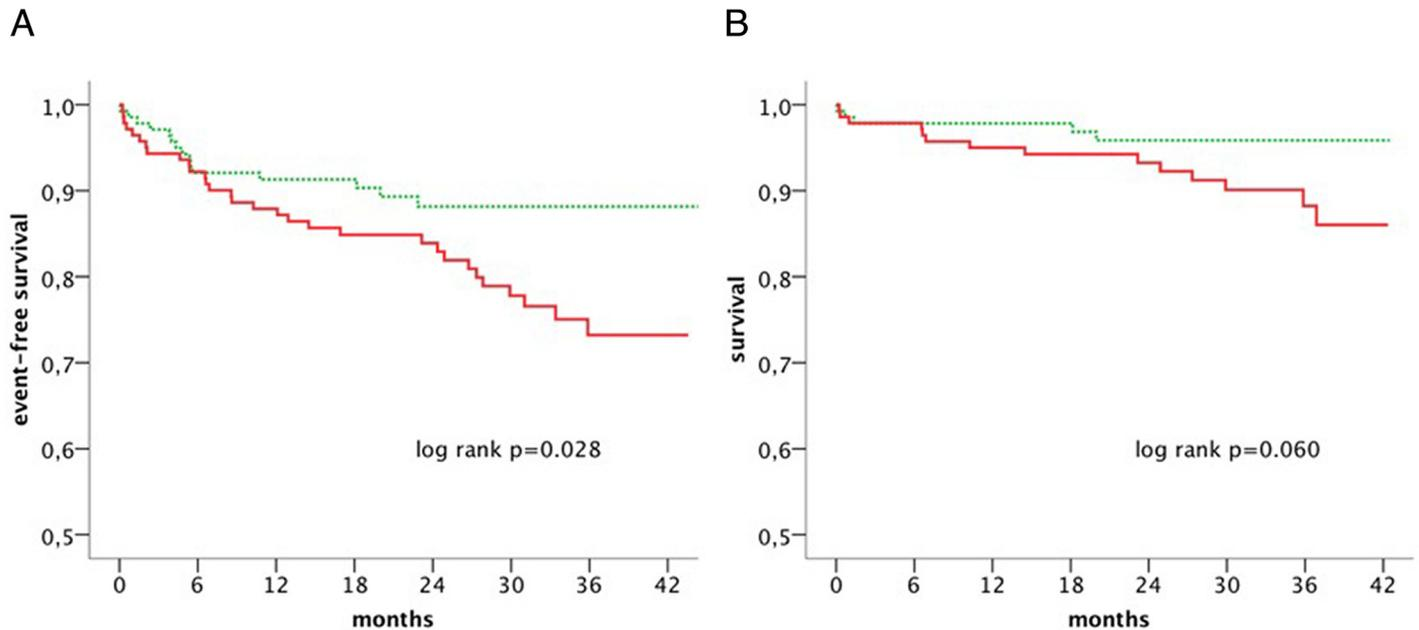 A
1,0
0,9
0,8
0,7
0,6
0,5
event-free survival
log rank p=0.028
0 6 12 18 24 30 36 42
months
B
1,0
0,9
0,8
0,7
0,6
0,5
survival
log rank p=0.060
0 6 12 18 24 30 36 42
months